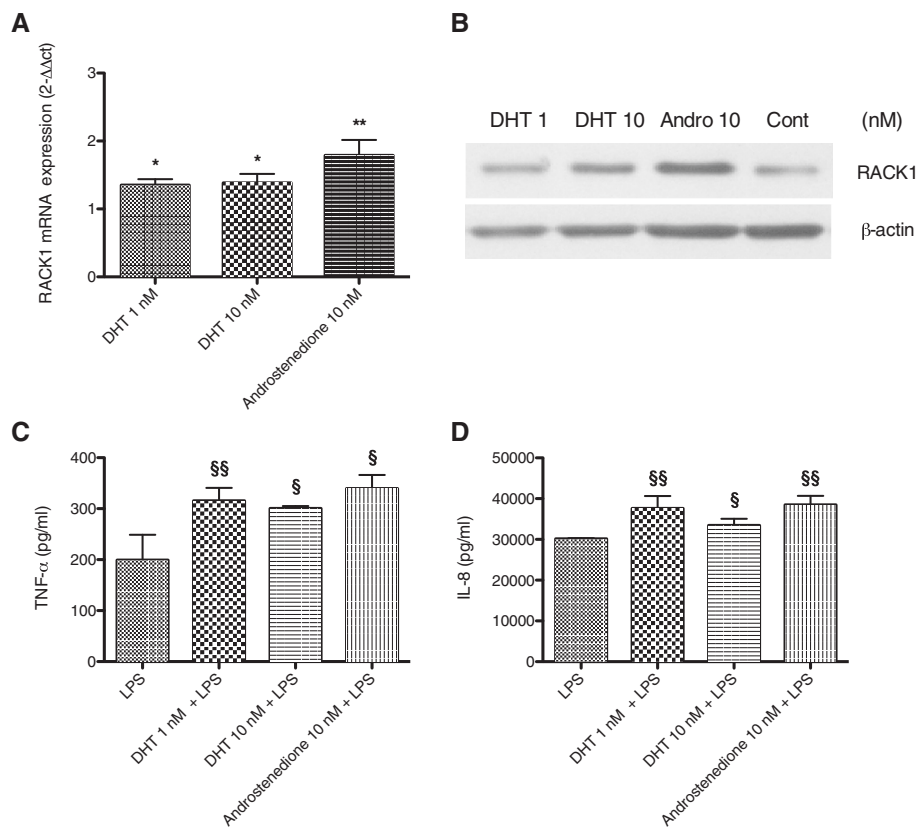 A
RACK1 mRNA expression (2-ΔΔct)
3
2
1
0
*
*
**
DHT 1 nM
DHT 10 nM
Androstenedione 10 nM
B
DHT 1 DHT 10 Andro 10 Cont (nM)
RACK1
β-actin
C
TNF-α (pg/ml)
400
300
200
100
0
§§
§
§
LPS
DHT 1 nM + LPS
DHT 10 nM + LPS
Androstenedione 10 nM + LPS
D
IL-8 (pg/ml)
50000
40000
30000
20000
10000
0
§§
§
§§
LPS
DHT 1 nM + LPS
DHT 10 nM + LPS
Androstenedione 10 nM + LPS